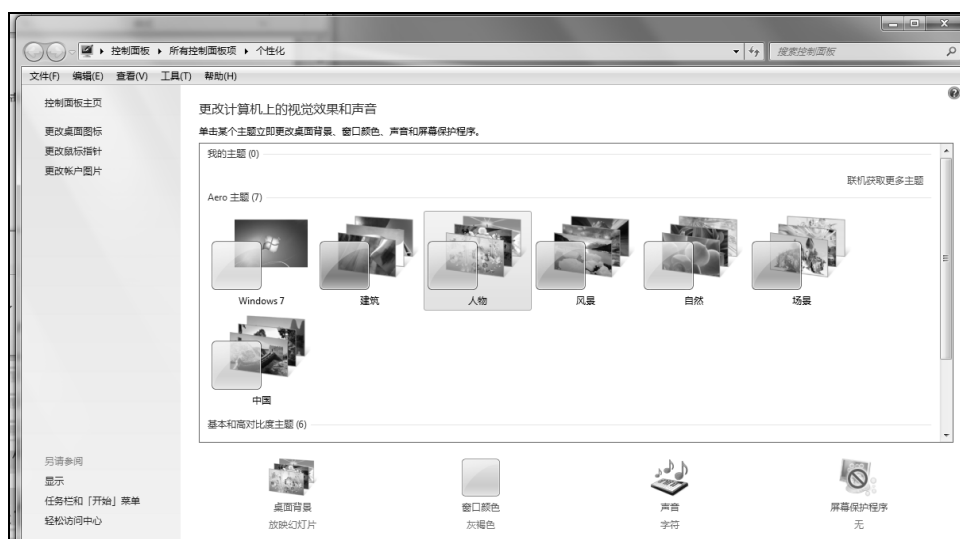 控制面板 ▸ 所有控制面板项 ▸ 个性化
搜索控制面板
文件(F) 编辑(E) 查看(V) 工具(T) 帮助(H)
控制面板主页
更改桌面图标
更改鼠标指针
更改帐户图片
更改计算机上的视觉效果和声音
单击某个主题立即更改桌面背景、窗口颜色、声音和屏幕保护程序。
我的主题 (0)
联机获取更多主题
Aero 主题 (7)
Windows 7 建筑 人物 风景 自然 场景
中国
基本和高对比度主题 (6)
另请参阅
显示
任务栏和「开始」菜单
轻松访问中心
桌面背景 窗口颜色 声音 屏幕保护程序
放映幻灯片 灰褐色 字符 无